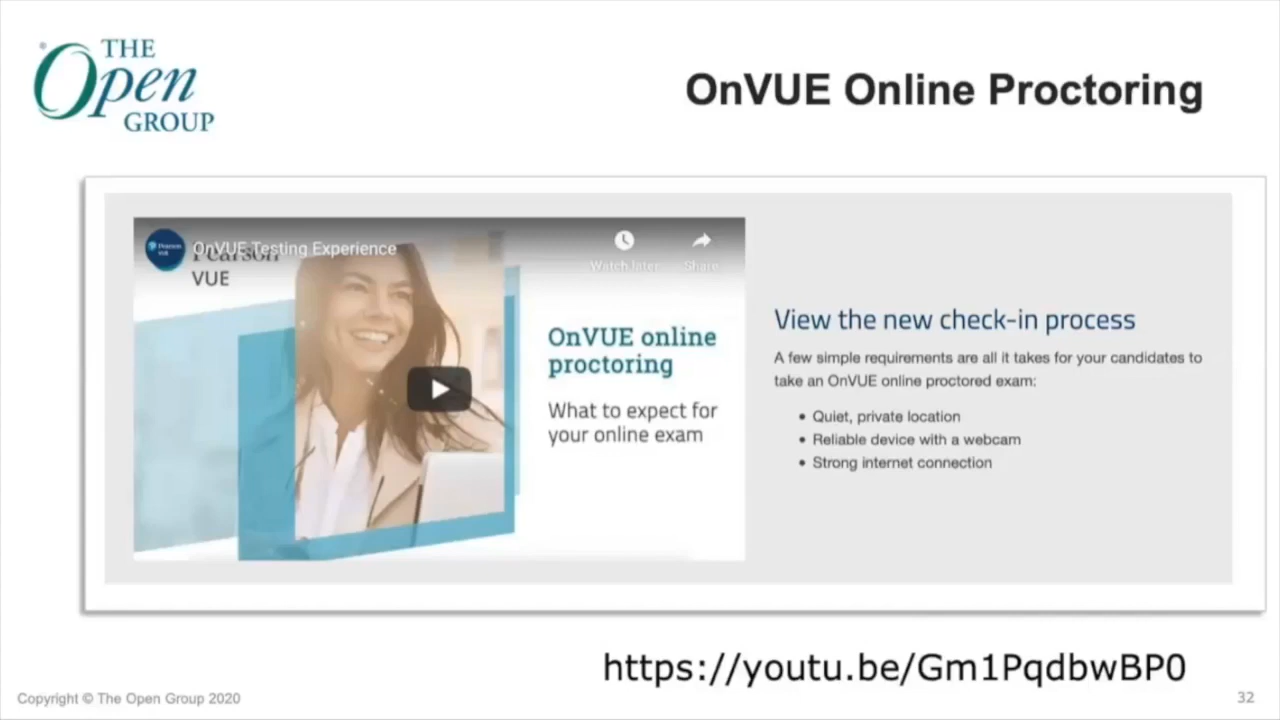 THE
Open
GROUP
OnVUE Online Proctoring
Pearson VUE
OnVUE Testing Experience
Pearson
VUE
Watch later
Share
OnVUE online
proctoring
What to expect for
your online exam
View the new check-in process
A few simple requirements are all it takes for your candidates to
take an OnVUE online proctored exam:
• Quiet, private location
• Reliable device with a webcam
• Strong internet connection
https://youtu.be/Gm1PqdbwBP0
Copyright © The Open Group 2020
32